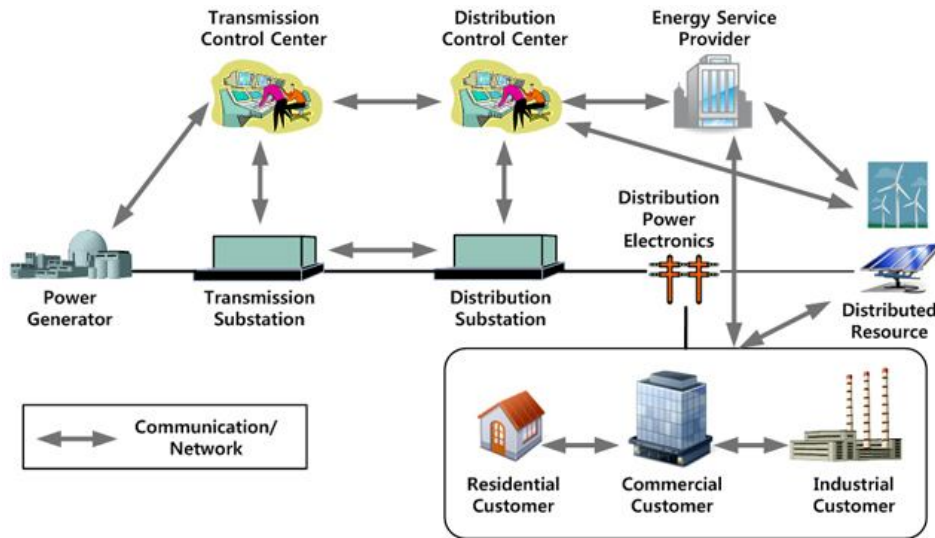 Transmission
Control Center
Distribution
Control Center
Energy Service
Provider
Distribution
Power
Electronics
Power
Generator
Transmission
Substation
Distribution
Substation
Distributed
Resource
Communication/
Network
Residential
Customer
Commercial
Customer
Industrial
Customer